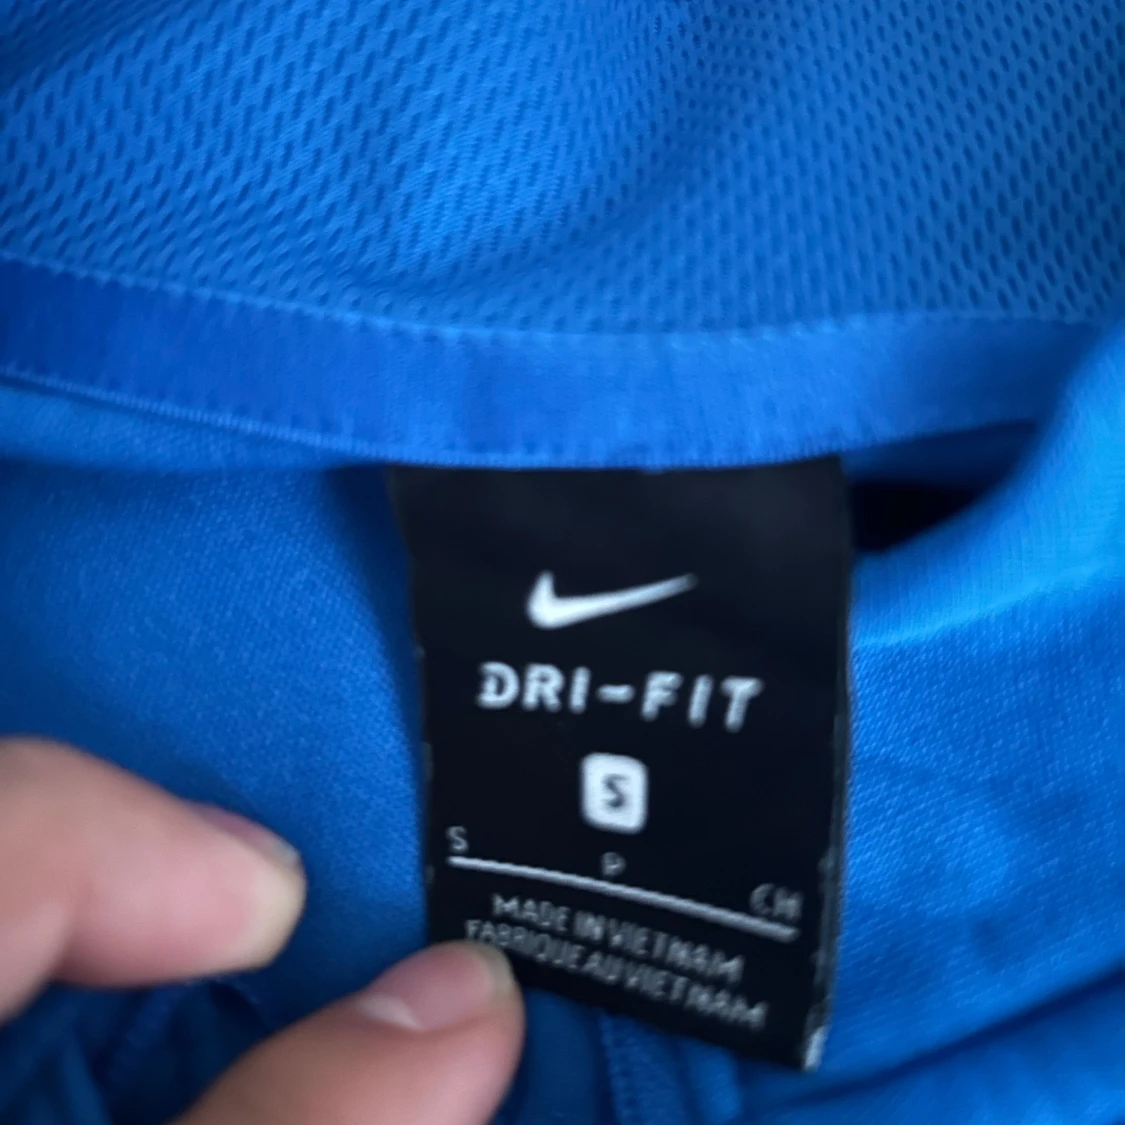 DRI-FIT
S
S P CH
MADE IN VIETNAM
FABRIQUE AU VIETNAM